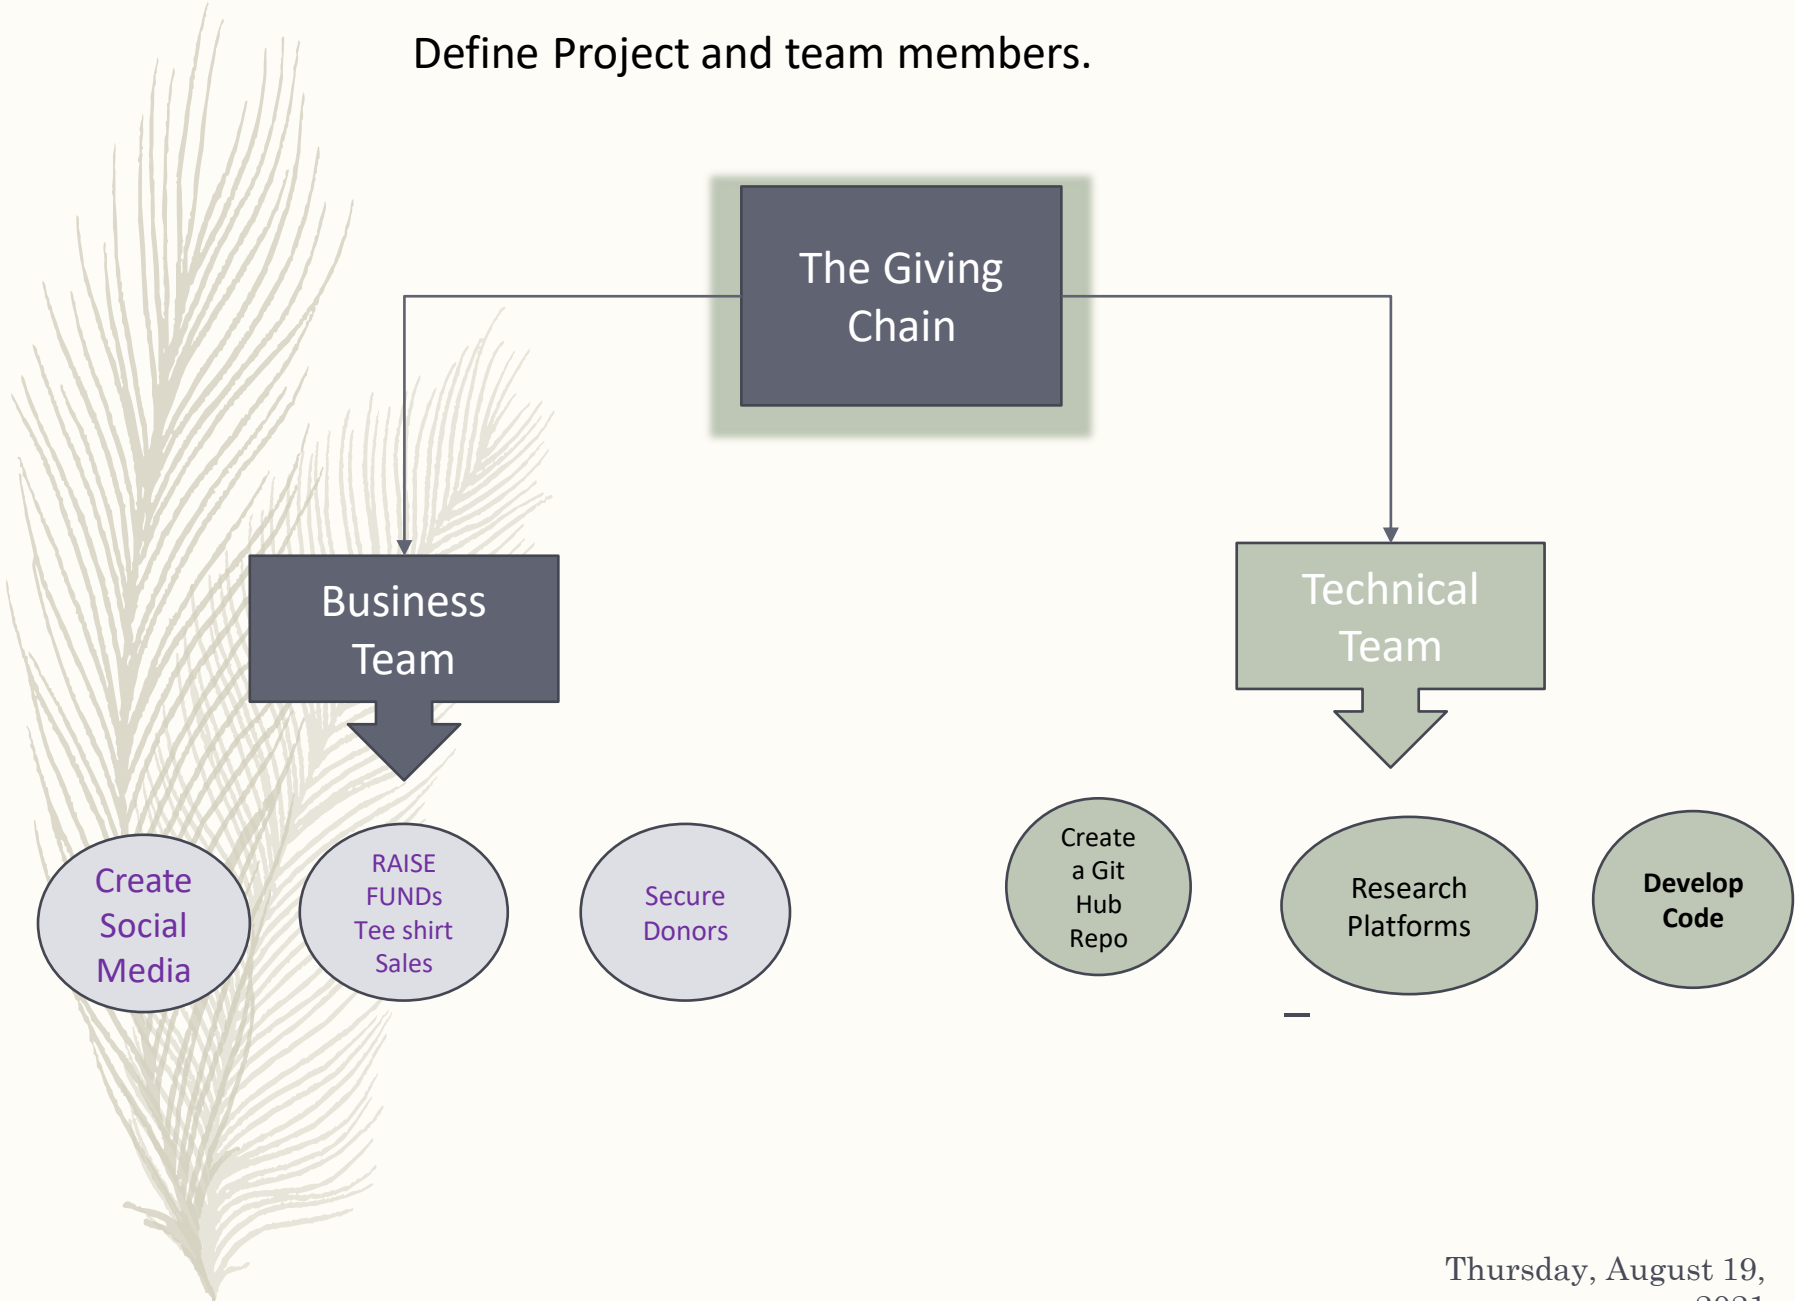 Define Project and team members.
The Giving
Chain
Business
Team
Technical
Team
Create
Social
Media
RAISE
FUNDs
Tee shirt
Sales
Secure
Donors
Create
a Git
Hub
Repo
Research
Platforms
Develop
Code
Thursday, August 19,
2021